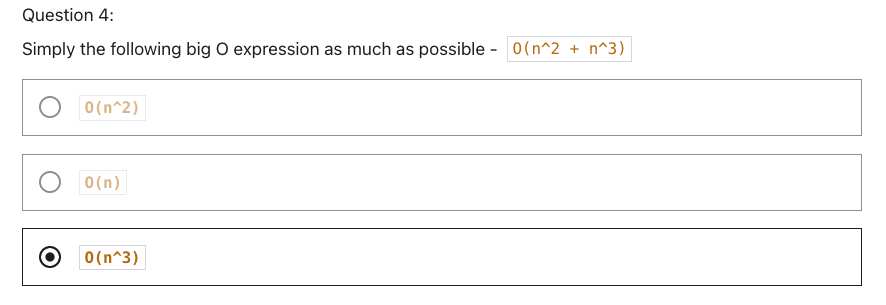 Question 4:
Simply the following big O expression as much as possible - O(n^2 + n^3)
O(n^2)
O(n)
O(n^3)